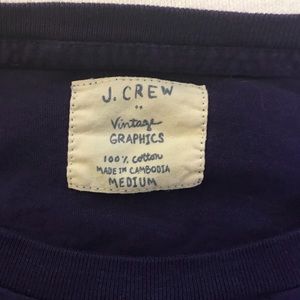 J. CREW
Vintage
GRAPHICS
100% cotton
MADE IN CAMBODIA
MEDIUM